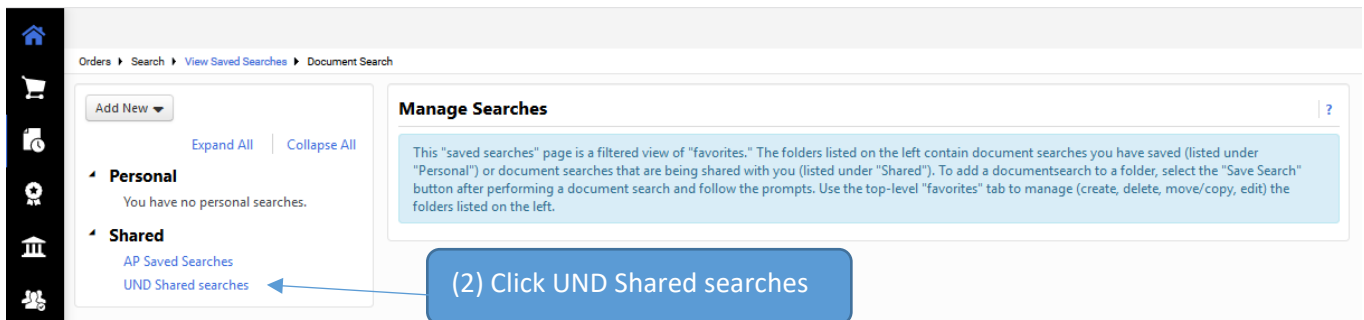 Orders ▸ Search ▸ View Saved Searches ▸ Document Search
Add New
Expand All | Collapse All
Personal
You have no personal searches.
Shared
AP Saved Searches
UND Shared searches
Manage Searches
?
This "saved searches" page is a filtered view of "favorites." The folders listed on the left contain document searches you have saved (listed under
"Personal") or document searches that are being shared with you (listed under "Shared"). To add a documentsearch to a folder, select the "Save Search"
button after performing a document search and follow the prompts. Use the top-level "favorites" tab to manage (create, delete, move/copy, edit) the
folders listed on the left.
(2) Click UND Shared searches